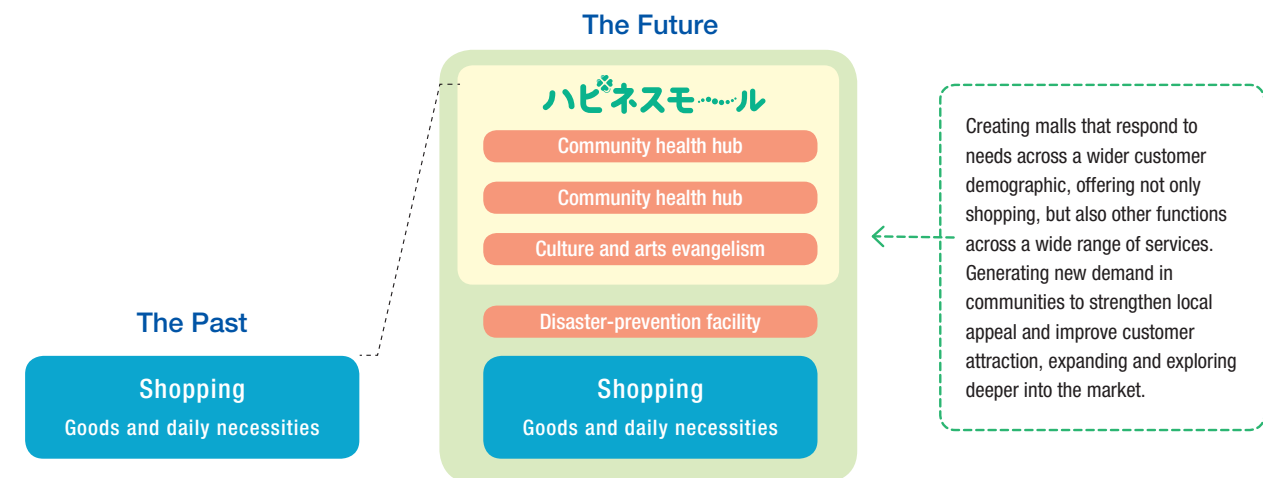 The Future
ハピネスモール
Community health hub
Community health hub
Culture and arts evangelism
Disaster-prevention facility
Shopping
Goods and daily necessities
The Past
Shopping
Goods and daily necessities
Creating malls that respond to
needs across a wider customer
demographic, offering not only
shopping, but also other functions
across a wide range of services.
Generating new demand in
communities to strengthen local
appeal and improve customer
attraction, expanding and exploring
deeper into the market.